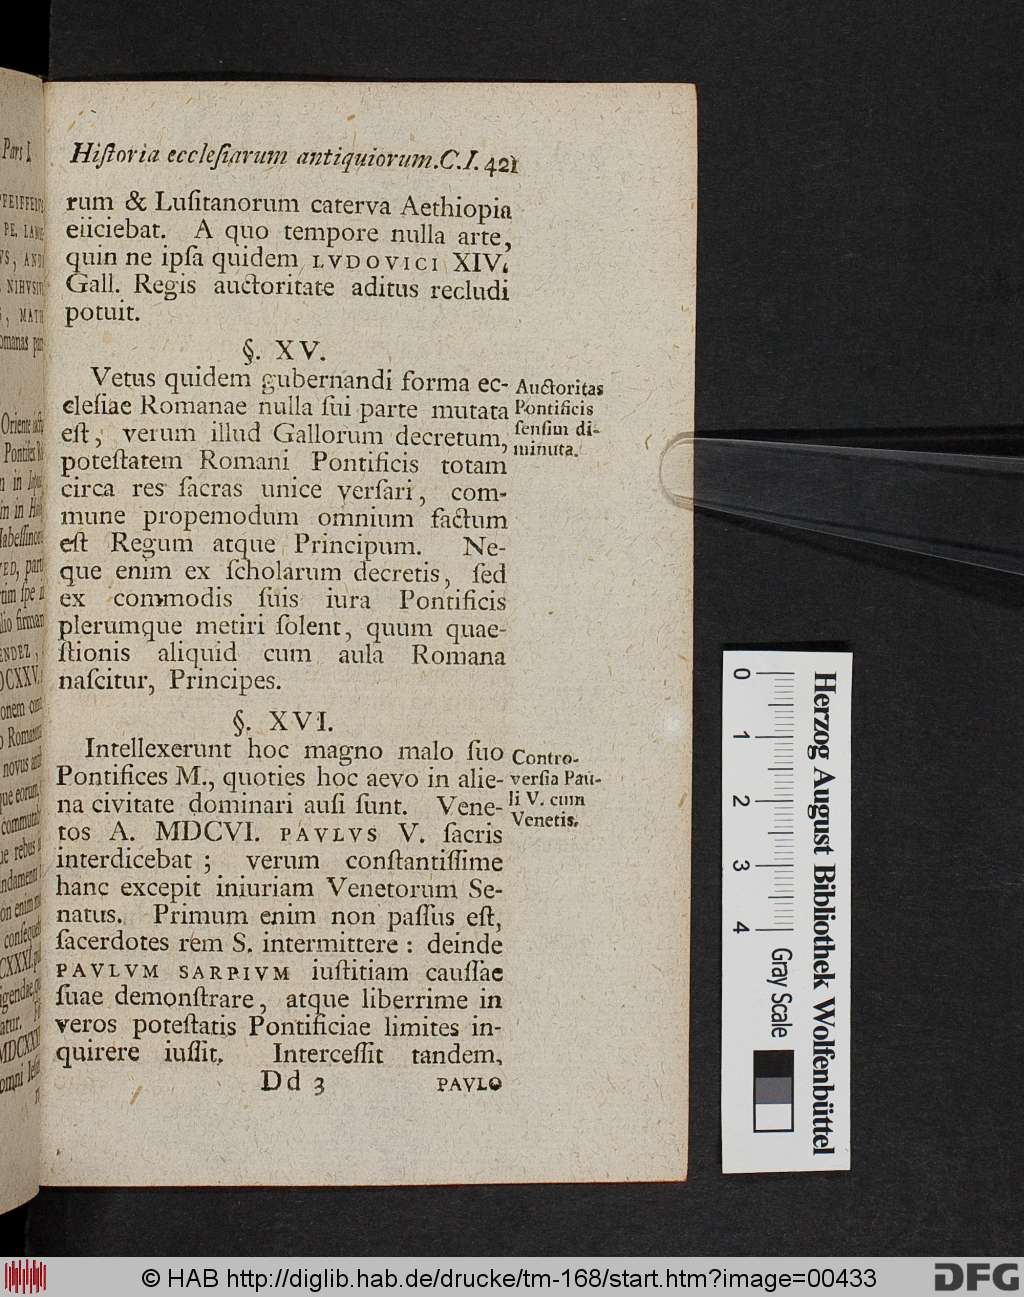 Hiſtoria eccleſiarum antiquiorum. C. I. 421
rum & Luſitanorum caterva Aethiopia
eiiciebat. A quo tempore nulla arte,
quin ne ipſa quidem LVDOVICI XIV.
Gall. Regis auctoritate aditus recludi
potuit.
§. XV.
Vetus quidem gubernandi forma ec-
cleſiae Romanae nulla ſui parte mutata
eſt, verum illud Gallorum decretum,
poteſtatem Romani Pontificis totam
circa res ſacras unice verſari, com-
mune propemodum omnium factum
eſt Regum atque Principum. Ne-
que enim ex ſcholarum decretis, ſed
ex commodis ſuis iura Pontificis
plerumque metiri ſolent, quum quae-
ſtionis aliquid cum aula Romana
naſcitur, Principes.
Auctoritas
Pontificis
ſenſim di-
minuta.
§. XVI.
Intellexerunt hoc magno malo ſuo
Pontifices M., quoties hoc aevo in alie-
na civitate dominari auſi ſunt. Vene-
tos A. MDCVI. PAVLVS V. ſacris
interdicebat; verum conſtantiſſime
hanc excepit iniuriam Venetorum Se-
natus. Primum enim non paſſus eſt,
ſacerdotes rem S. intermittere: deinde
PAVLVM SARPIVM iuſtitiam cauſſae
ſuae demonſtrare, atque liberrime in
veros poteſtatis Pontificiae limites in-
quirere iuſſit. Interceſſit tandem,
Contro-
verſia Pau-
li V. cum
Venetis.
Dd 3 PAVLO
Part I.
Oriente
Pontifex
MDCXXX
omni
0 1 2 3 4
Gray Scale
Herzog August Bibliothek Wolfenbüttel
© HAB http://diglib.hab.de/drucke/tm-168/start.htm?image=00433
DFG